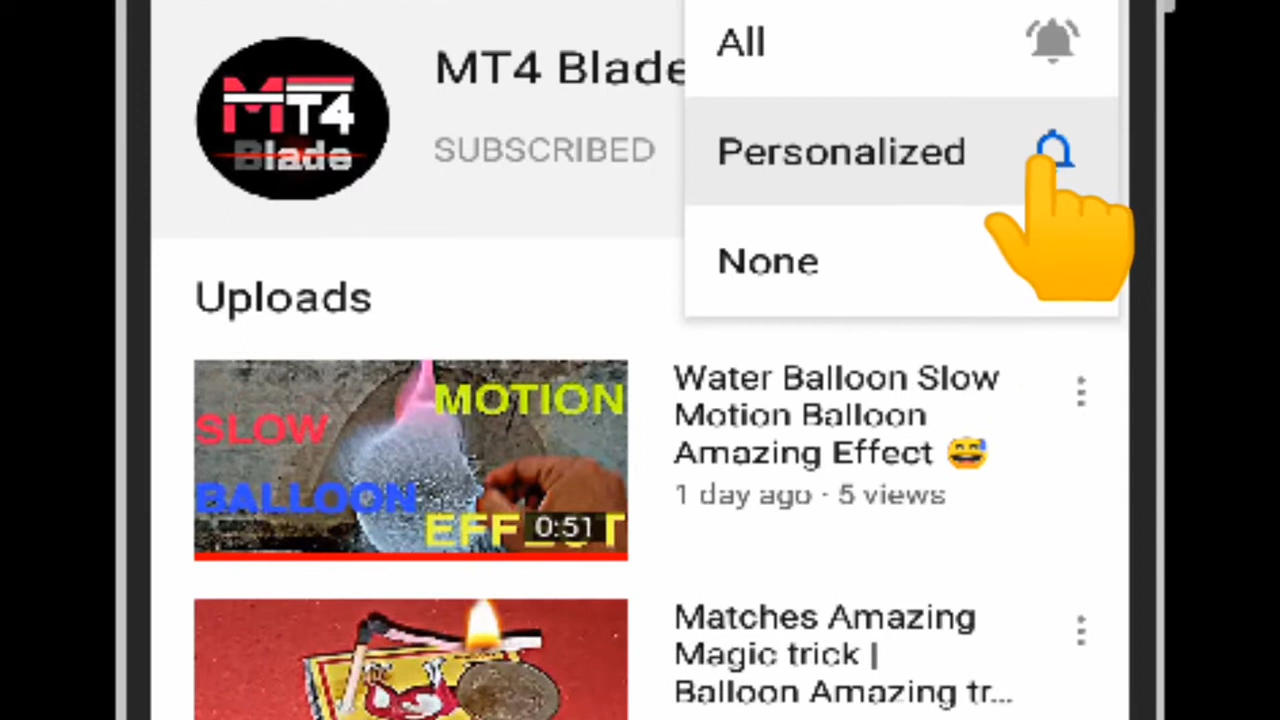 All
MT4 Blade
MT4
Blade
SUBSCRIBED
Personalized
None
Uploads
SLOW
MOTION
BALLOON
0:51
Water Balloon Slow
Motion Balloon
Amazing Effect 😅
1 day ago · 5 views
Matches Amazing
Magic trick |
Balloon Amazing tr...